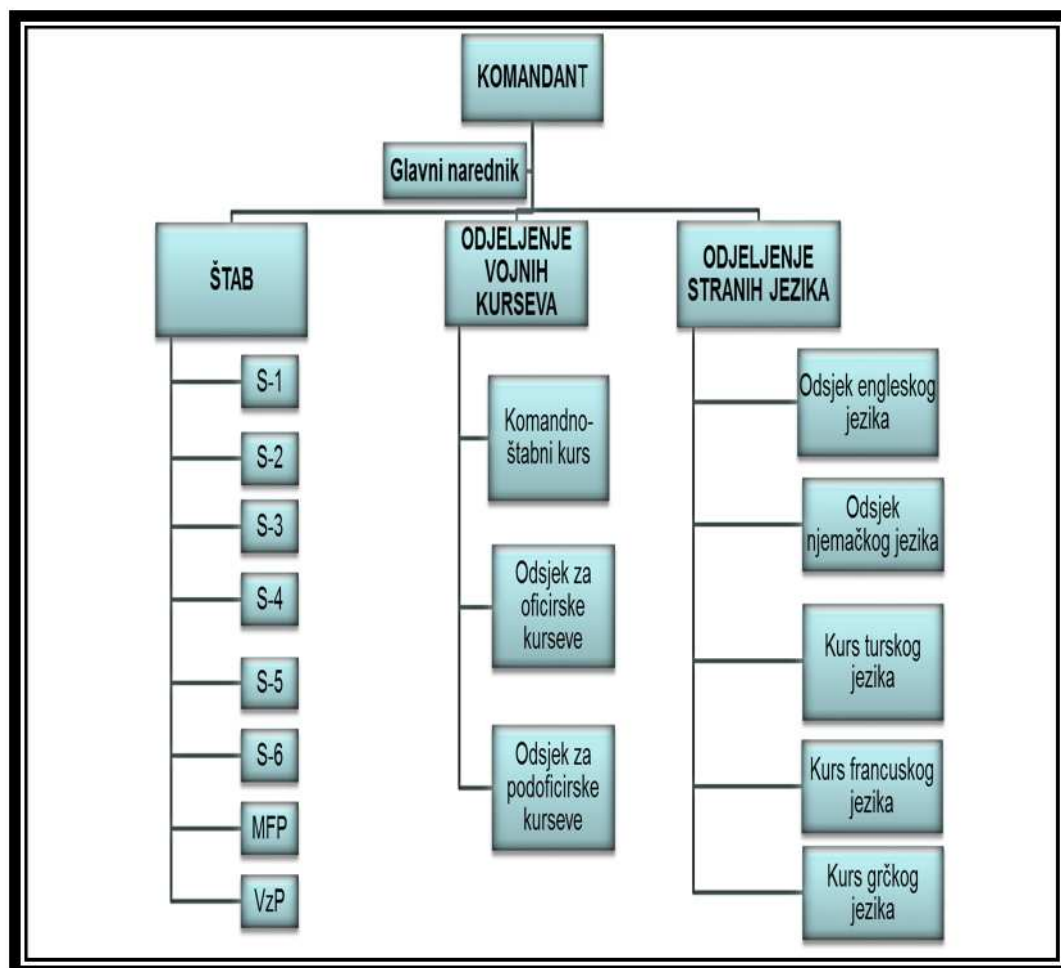 KOMANDANT
Glavni narednik
ŠTAB
S-1
S-2
S-3
S-4
S-5
S-6
MFP
VzP
ODJELJENJE
VOJNIH
KURSEVA
Komandno-
štabni kurs
Odsjek za
oficirske
kurseve
Odsjek za
podoficirske
kurseve
ODJELJENJE
STRANIH JEZIKA
Odsjek engleskog
jezika
Odsjek
njemačkog jezika
Kurs turskog
jezika
Kurs francuskog
jezika
Kurs grčkog
jezika